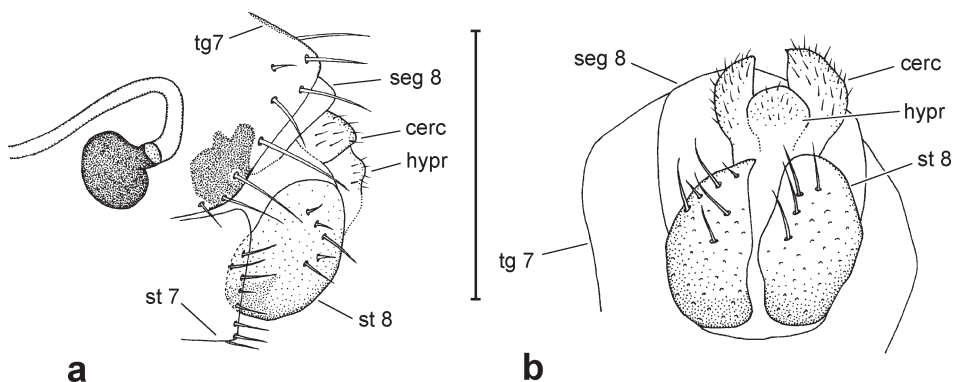 tg7
seg 8
cerc
hypr
st 7
st 8
a
seg 8
cerc
hypr
st 8
tg 7
b